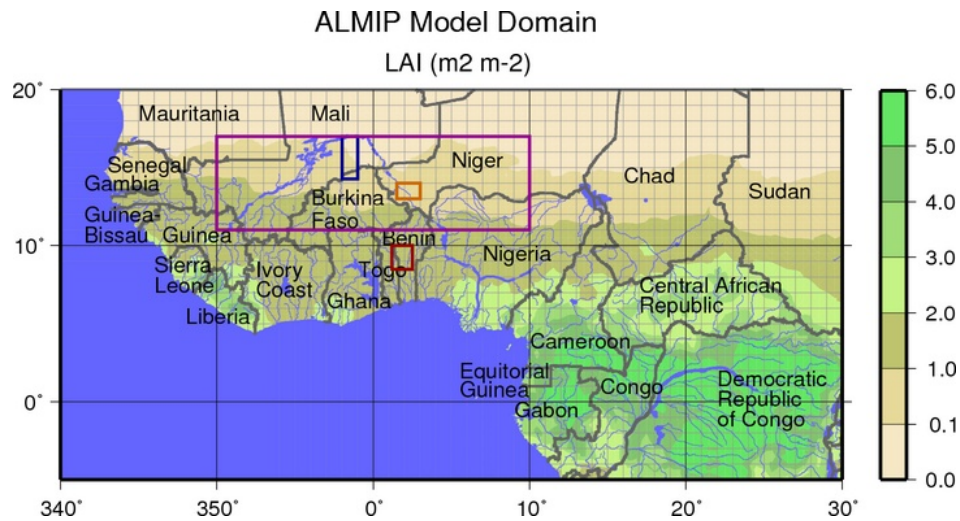 ALMIP Model Domain
LAI (m2 m-2)
20˚
6.0
Mauritania
Mali
5.0
Senegal
Niger
Gambia
Chad
Sudan
4.0
Burkina
Faso
Guinea-
Bissau
Guinea
Benin
3.0
10˚
Nigeria
Sierra
Leone
Ivory
Coast
Togo
Central African
Republic
Ghana
2.0
Liberia
Cameroon
1.0
Equitorial
Guinea
Congo
Democratic
Republic
of Congo
0˚
Gabon
0.1
0.0
340˚
350˚
0˚
10˚
20˚
30˚